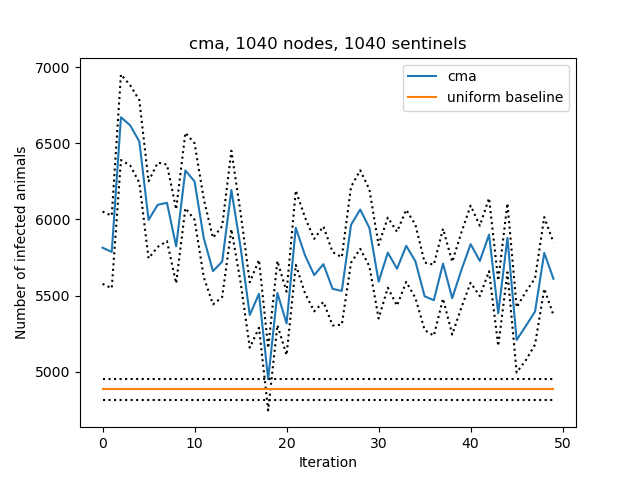 cma, 1040 nodes, 1040 sentinels
7000
6500
6000
5500
5000
Number of infected animals
cma
uniform baseline
0
10
20
30
40
50
Iteration